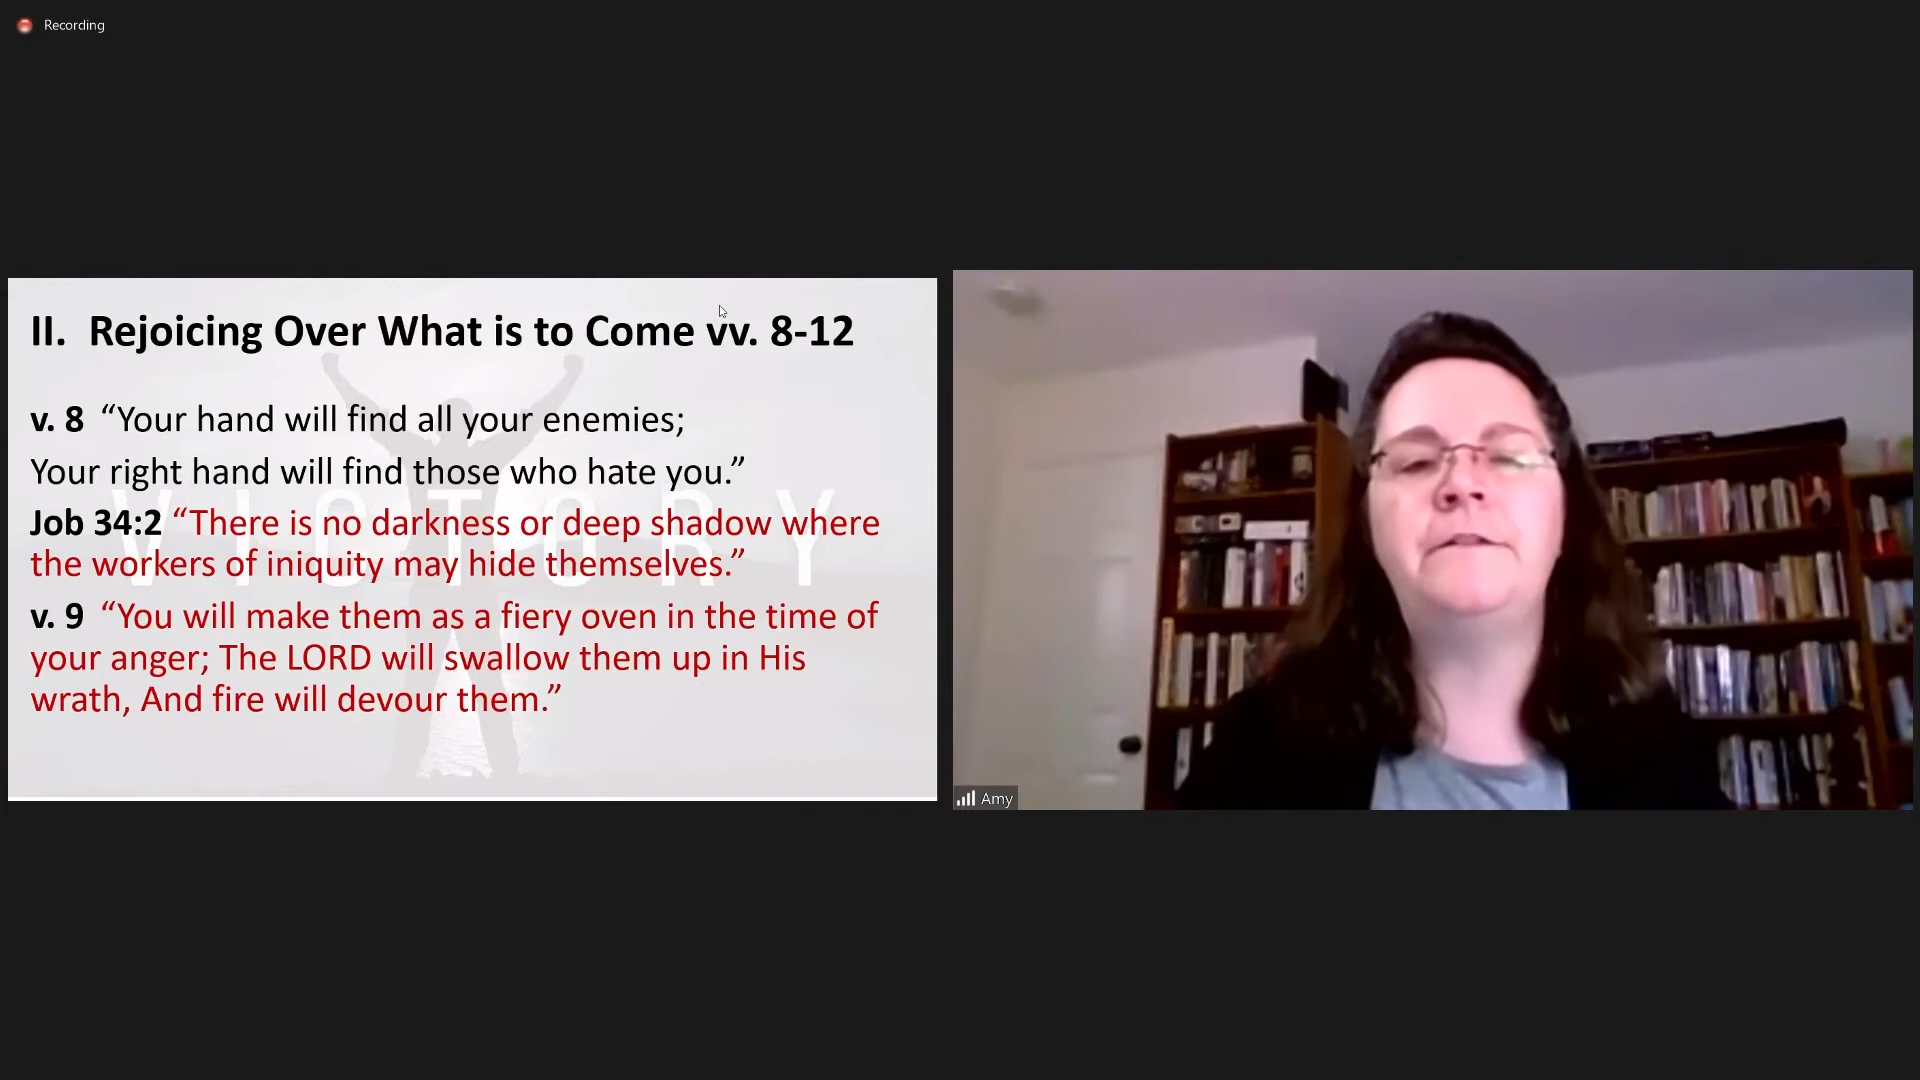 Recording
II. Rejoicing Over What is to Come vv. 8-12
v. 8 “Your hand will find all your enemies;
Your right hand will find those who hate you.”
Job 34:2 “There is no darkness or deep shadow where
the workers of iniquity may hide themselves.”
v. 9 “You will make them as a fiery oven in the time of
your anger; The LORD will swallow them up in His
wrath, And fire will devour them.”
VICTORY
Amy